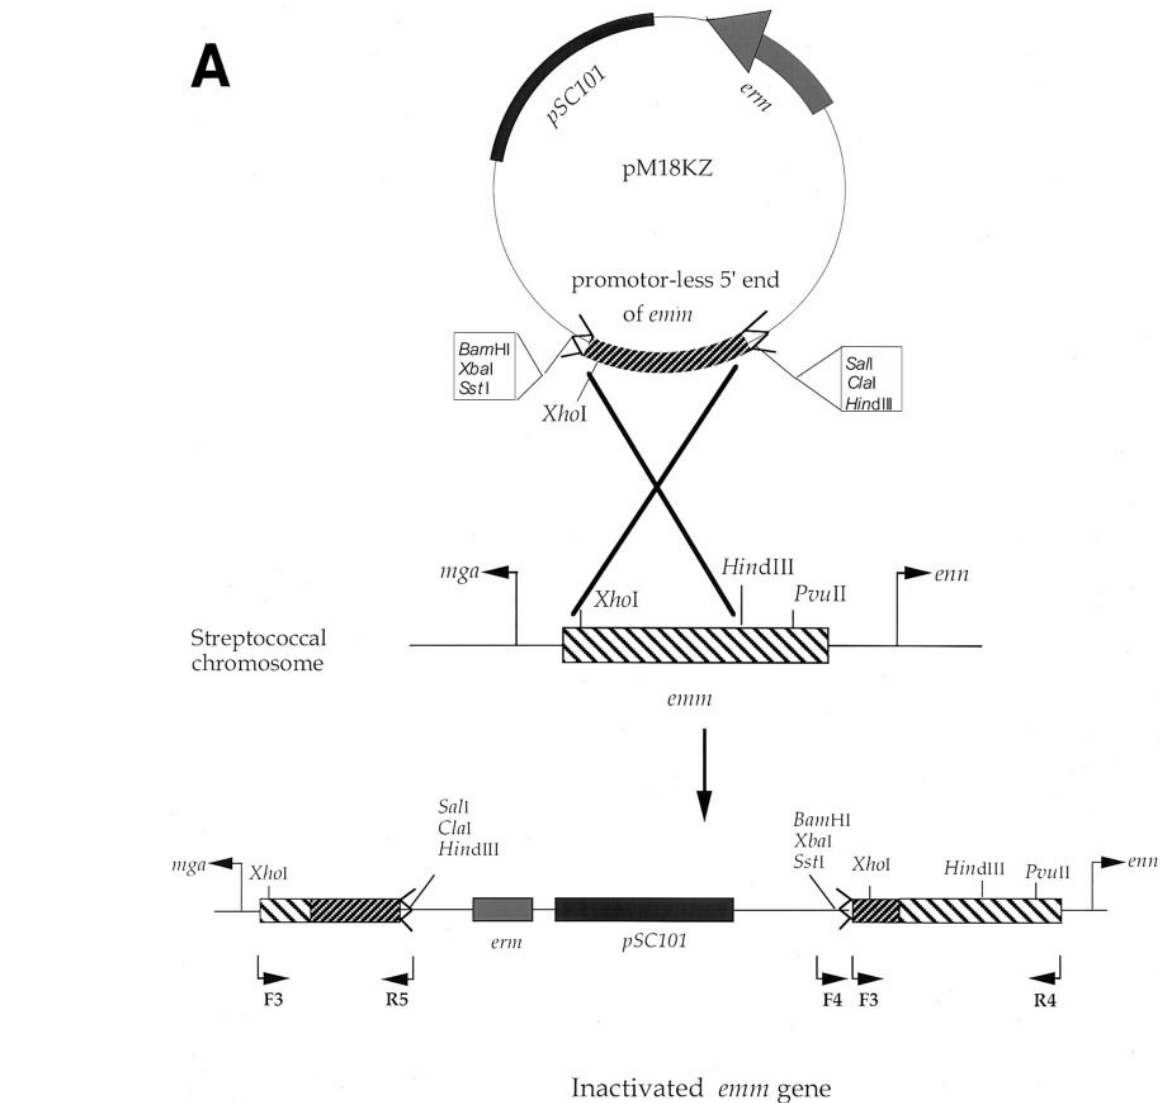 A
pSC101
erm
pM18KZ
promotor-less 5' end
of emm
BamHI
XbaI
SstI
XhoI
SalI
ClaI
HindIII
mga
XhoI
HindIII
PvuII
enn
Streptococcal
chromosome
emm
SalI
ClaI
HindIII
BamHI
XbaI
SstI
mga
XhoI
XhoI
HindIII
PvuII
enn
erm
pSC101
F3
R5
F4
F3
R4
Inactivated emm gene